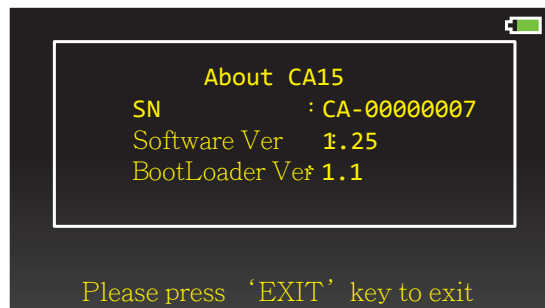 About CA15
SN : CA-00000007
Software Ver : 1.25
BootLoader Ver : 1.1
Please press ‘EXIT’ key to exit